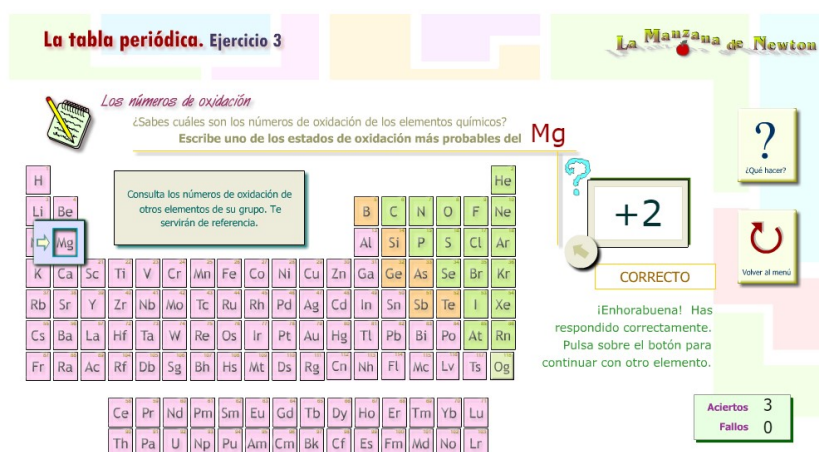 La tabla periódica. Ejercicio 3
La Manzana de Newton
Los números de oxidación
¿Sabes cuáles son los números de oxidación de los elementos químicos?
Escribe uno de los estados de oxidación más probables del Mg
¿Qué hacer?
H He
Consulta los números de oxidación de
otros elementos de su grupo. Te
servirán de referencia.
Li Be B C N O F Ne
Mg Al Si P S Cl Ar
K Ca Sc Ti V Cr Mn Fe Co Ni Cu Zn Ga Ge As Se Br Kr
Rb Sr Y Zr Nb Mo Tc Ru Rh Pd Ag Cd In Sn Sb Te I Xe
Cs Ba La Hf Ta W Re Os Ir Pt Au Hg Tl Pb Bi Po At Rn
Fr Ra Ac Rf Db Sg Bh Hs Mt Ds Rg Cn Nh Fl Mc Lv Ts Og
Ce Pr Nd Pm Sm Eu Gd Tb Dy Ho Er Tm Yb Lu
Th Pa U Np Pu Am Cm Bk Cf Es Fm Md No Lr
?
+2
CORRECTO
¡Enhorabuena! Has
respondido correctamente.
Pulsa sobre el botón para
continuar con otro elemento.
Volver al menú
Aciertos 3
Fallos 0